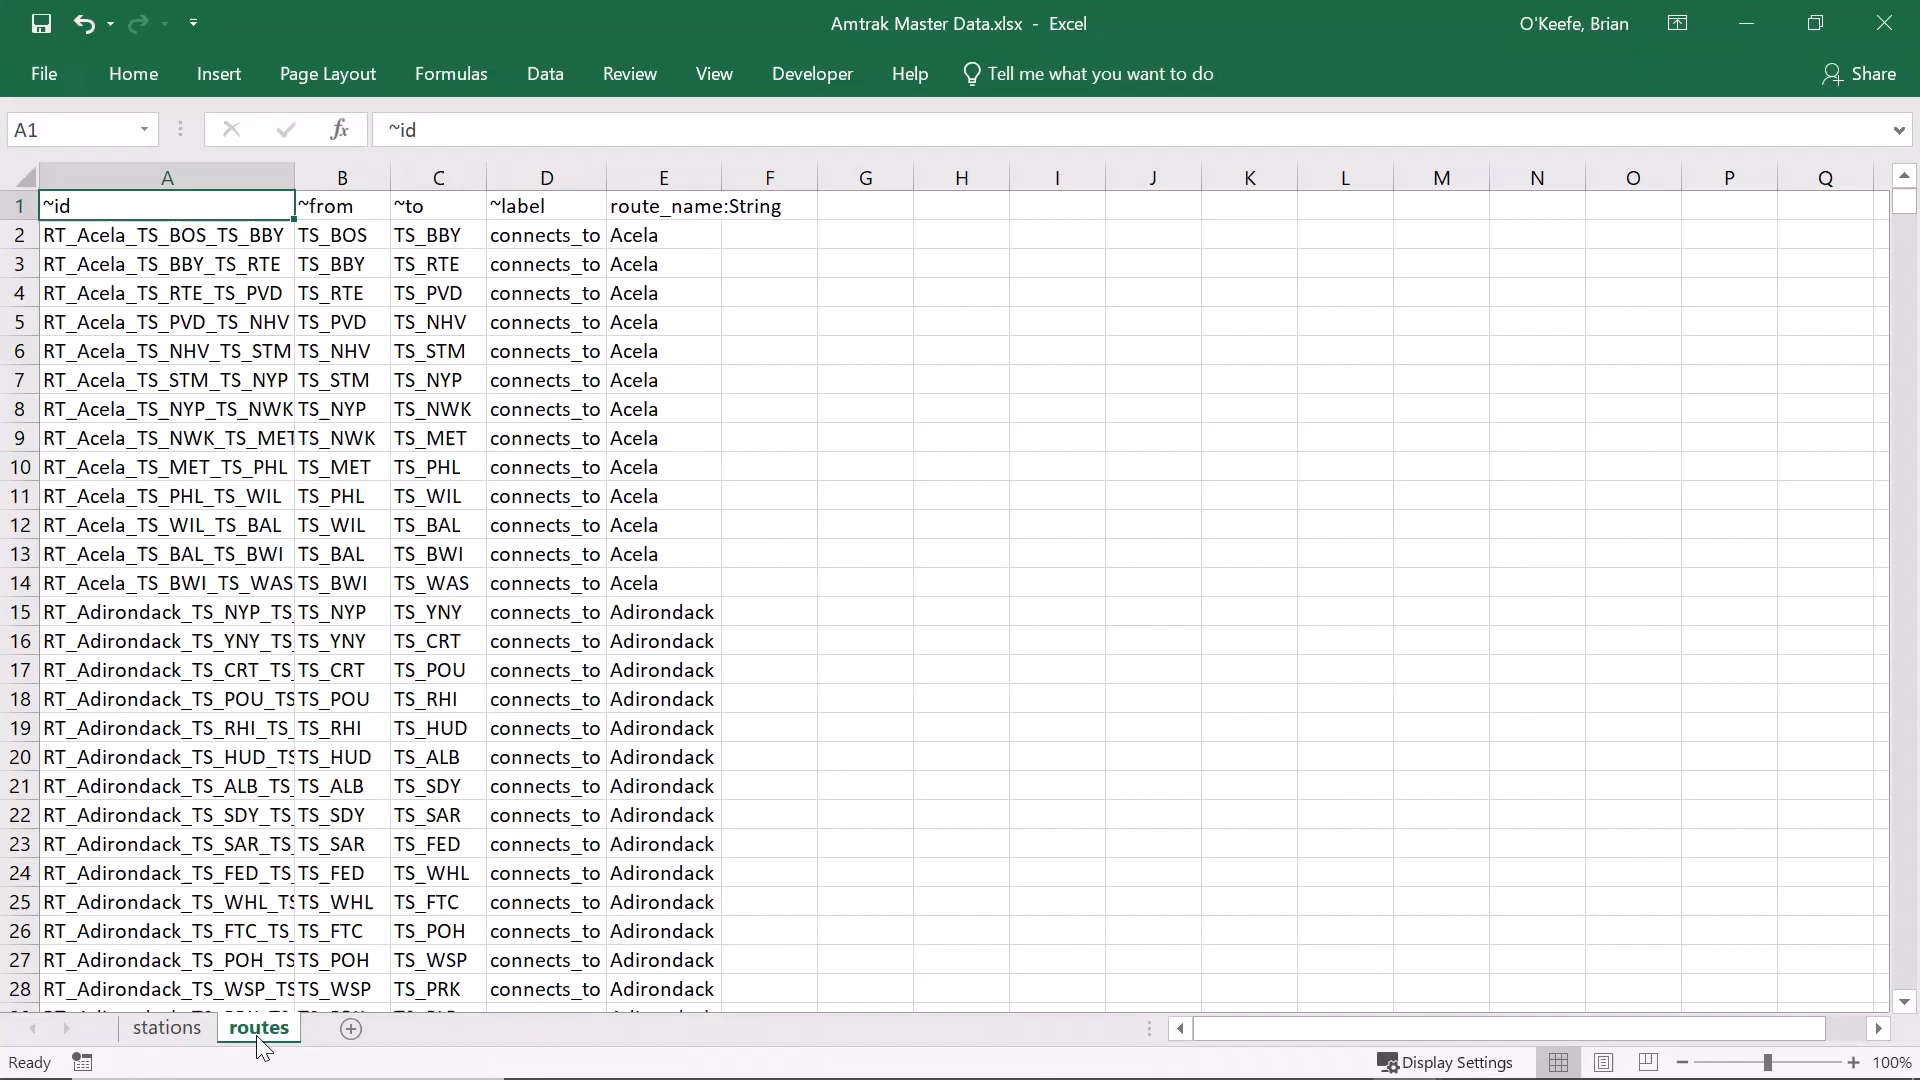 Amtrak Master Data.xlsx - Excel
O'Keefe, Brian
File Home Insert Page Layout Formulas Data Review View Developer Help Tell me what you want to do Share
A1 fx ~id
A B C D E F G H I J K L M N O P Q
1 ~id ~from ~to ~label route_name:String
2 RT_Acela_TS_BOS_TS_BBY TS_BOS TS_BBY connects_to Acela
3 RT_Acela_TS_BBY_TS_RTE TS_BBY TS_RTE connects_to Acela
4 RT_Acela_TS_RTE_TS_PVD TS_RTE TS_PVD connects_to Acela
5 RT_Acela_TS_PVD_TS_NHV TS_PVD TS_NHV connects_to Acela
6 RT_Acela_TS_NHV_TS_STM TS_NHV TS_STM connects_to Acela
7 RT_Acela_TS_STM_TS_NYP TS_STM TS_NYP connects_to Acela
8 RT_Acela_TS_NYP_TS_NWK TS_NYP TS_NWK connects_to Acela
9 RT_Acela_TS_NWK_TS_MET TS_NWK TS_MET connects_to Acela
10 RT_Acela_TS_MET_TS_PHL TS_MET TS_PHL connects_to Acela
11 RT_Acela_TS_PHL_TS_WIL TS_PHL TS_WIL connects_to Acela
12 RT_Acela_TS_WIL_TS_BAL TS_WIL TS_BAL connects_to Acela
13 RT_Acela_TS_BAL_TS_BWI TS_BAL TS_BWI connects_to Acela
14 RT_Acela_TS_BWI_TS_WAS TS_BWI TS_WAS connects_to Acela
15 RT_Adirondack_TS_NYP_TS_ TS_NYP TS_YNY connects_to Adirondack
16 RT_Adirondack_TS_YNY_TS_ TS_YNY TS_CRT connects_to Adirondack
17 RT_Adirondack_TS_CRT_TS_ TS_CRT TS_POU connects_to Adirondack
18 RT_Adirondack_TS_POU_TS TS_POU TS_RHI connects_to Adirondack
19 RT_Adirondack_TS_RHI_TS_ TS_RHI TS_HUD connects_to Adirondack
20 RT_Adirondack_TS_HUD_TS TS_HUD TS_ALB connects_to Adirondack
21 RT_Adirondack_TS_ALB_TS_ TS_ALB TS_SDY connects_to Adirondack
22 RT_Adirondack_TS_SDY_TS_ TS_SDY TS_SAR connects_to Adirondack
23 RT_Adirondack_TS_SAR_TS_ TS_SAR TS_FED connects_to Adirondack
24 RT_Adirondack_TS_FED_TS_ TS_FED TS_WHL connects_to Adirondack
25 RT_Adirondack_TS_WHL_TS TS_WHL TS_FTC connects_to Adirondack
26 RT_Adirondack_TS_FTC_TS_ TS_FTC TS_POH connects_to Adirondack
27 RT_Adirondack_TS_POH_TS TS_POH TS_WSP connects_to Adirondack
28 RT_Adirondack_TS_WSP_TS TS_WSP TS_PRK connects_to Adirondack
stations routes
Ready Display Settings 100%